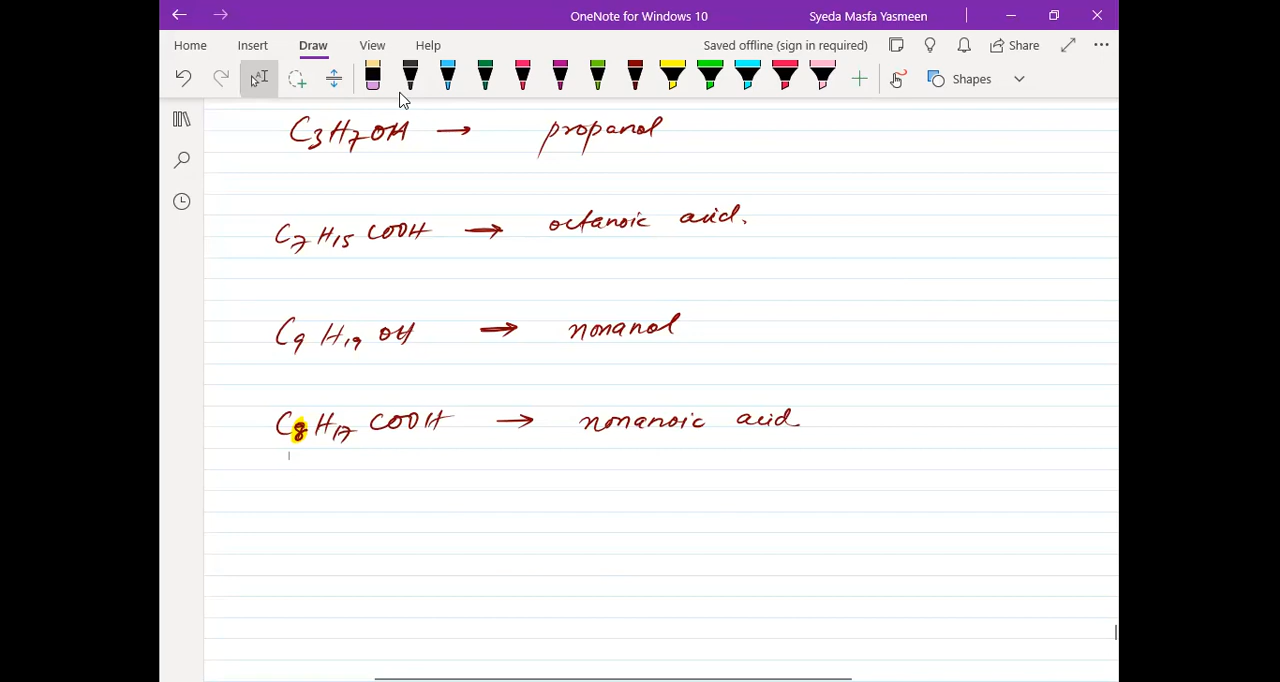 OneNote for Windows 10 Syeda Masfa Yasmeen
Home Insert Draw View Help Saved offline (sign in required) Share
Shapes
C₃H₇OH → propanol
C₇H₁₅COOH → octanoic acid.
C₉H₁₉OH → nonanol
C₈H₁₇COOH → nonanoic acid